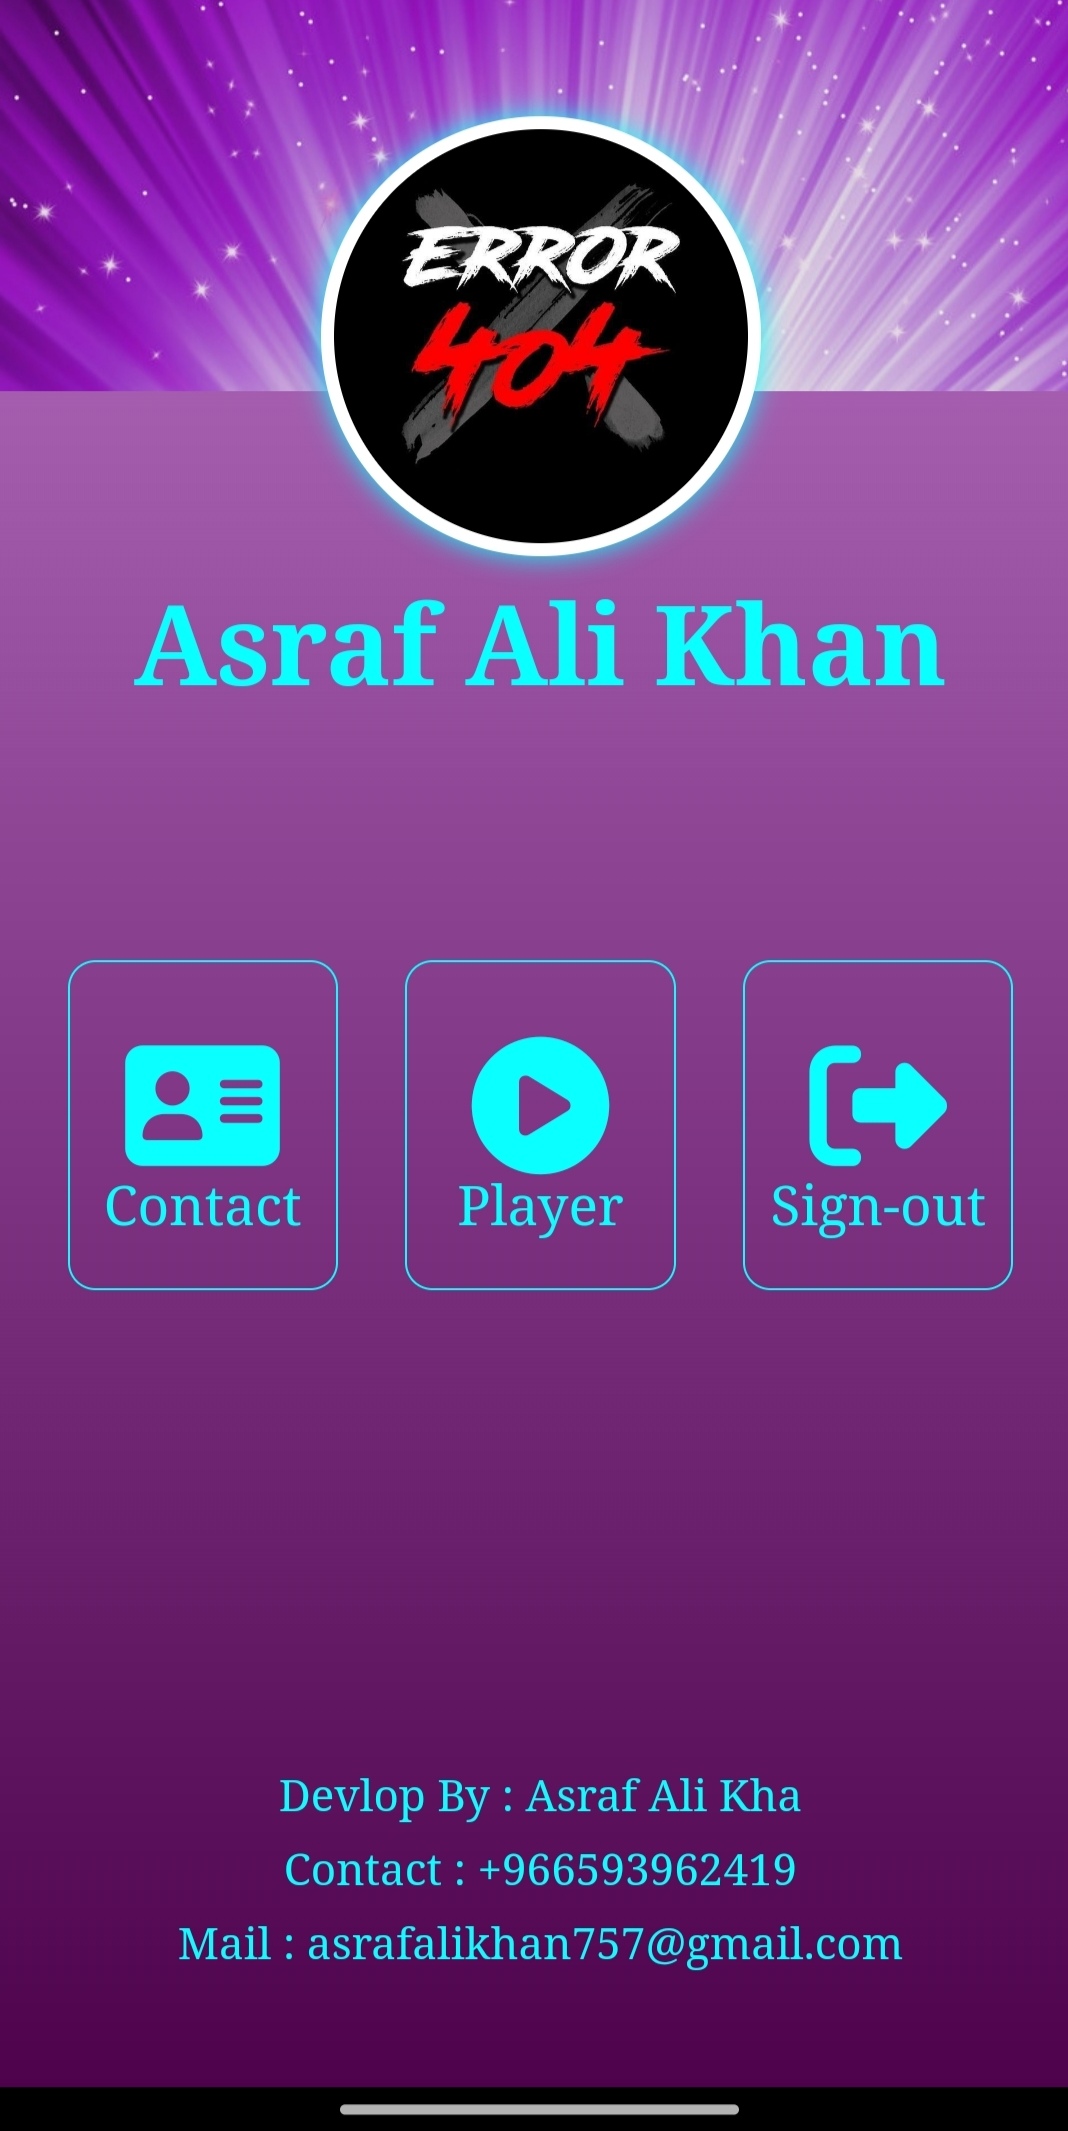 ERROR
404
Asraf Ali Khan
Contact
Player
Sign-out
Devlop By : Asraf Ali Kha
Contact : +966593962419
Mail : asrafalikhan757@gmail.com